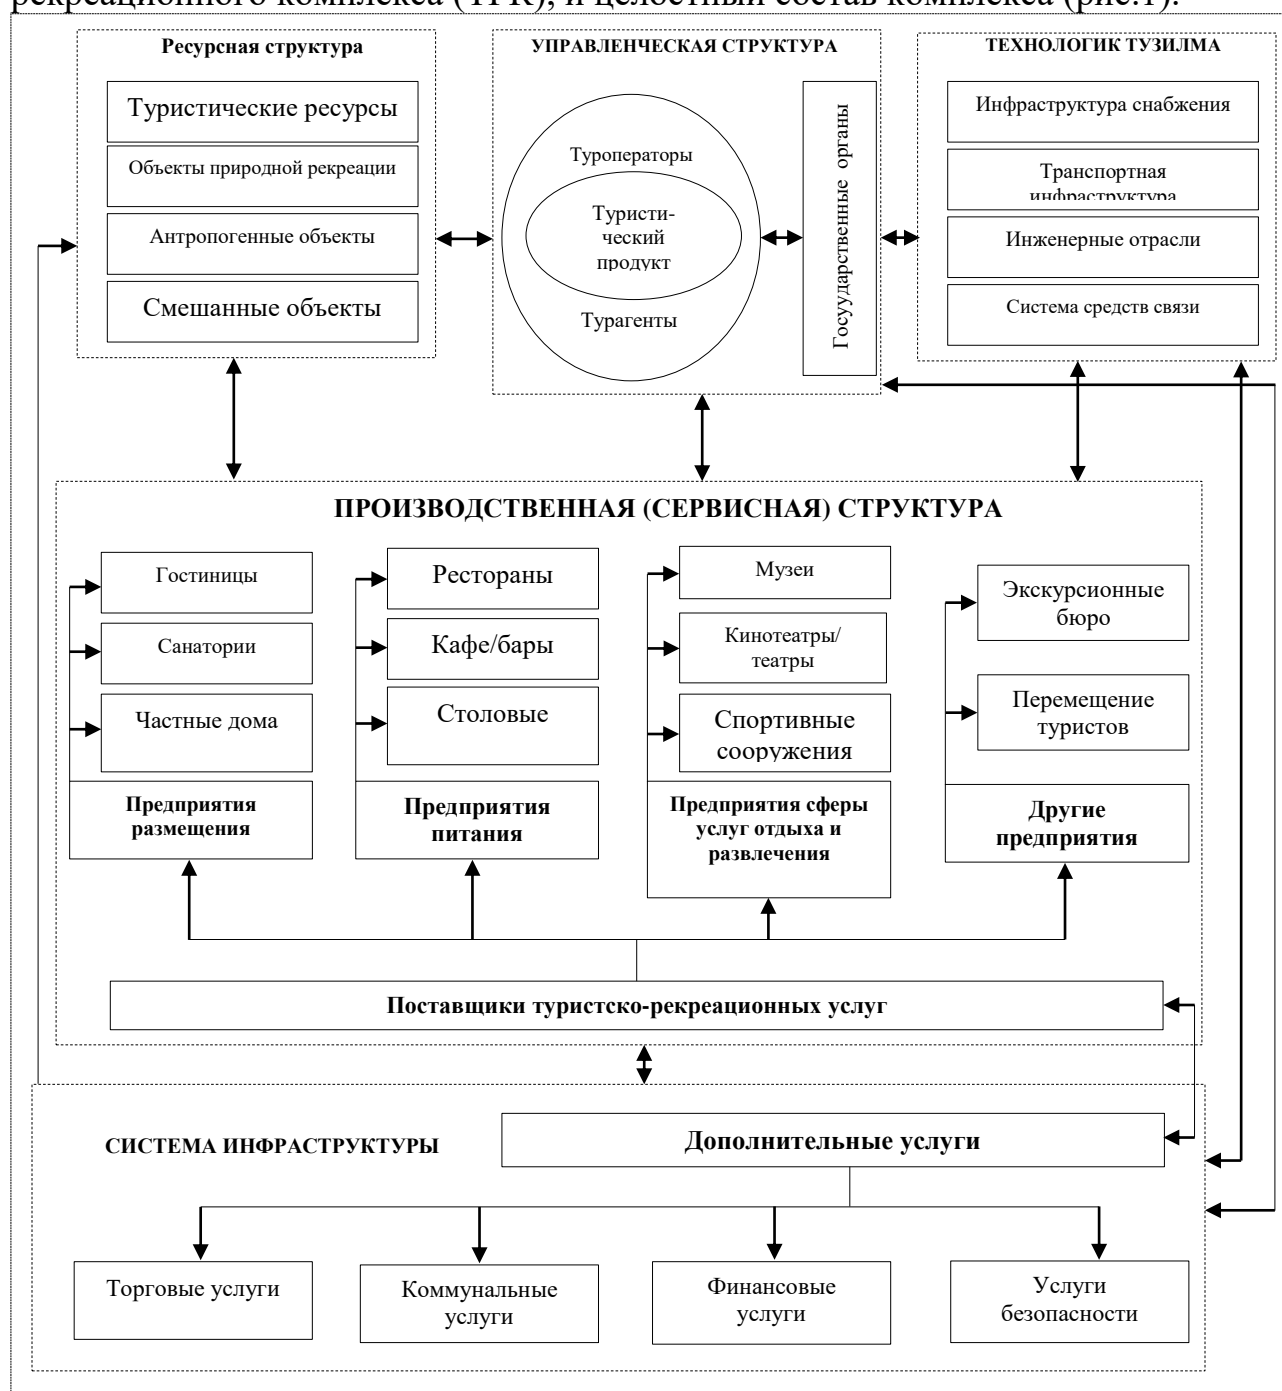 рекреационного комплекса (ТРК), и целостный состав комплекса (рис.1).
Ресурсная структура
Туристические ресурсы
Объекты природной рекреации
Антропогенные объекты
Смешанные объекты
УПРАВЛЕНЧЕСКАЯ СТРУКТУРА
Туроператоры
Туристи-
ческий
продукт
Турагенты
Госуударственные органы
ТЕХНОЛОГИК ТУЗИЛМА
Инфраструктура снабжения
Транспортная
инфраструктура
Инженерные отрасли
Система средств связи
ПРОИЗВОДСТВЕННАЯ (СЕРВИСНАЯ) СТРУКТУРА
Гостиницы
Санатории
Частные дома
Предприятия
размещения
Рестораны
Кафе/бары
Столовые
Предприятия
питания
Музеи
Кинотеатры/
театры
Спортивные
сооружения
Предприятия сферы
услуг отдыха и
развлечения
Экскурсионные
бюро
Перемещение
туристов
Другие
предприятия
Поставщики туристско-рекреационных услуг
СИСТЕМА ИНФРАСТРУКТУРЫ
Дополнительные услуги
Торговые услуги
Коммунальные
услуги
Финансовые
услуги
Услуги
безопасности